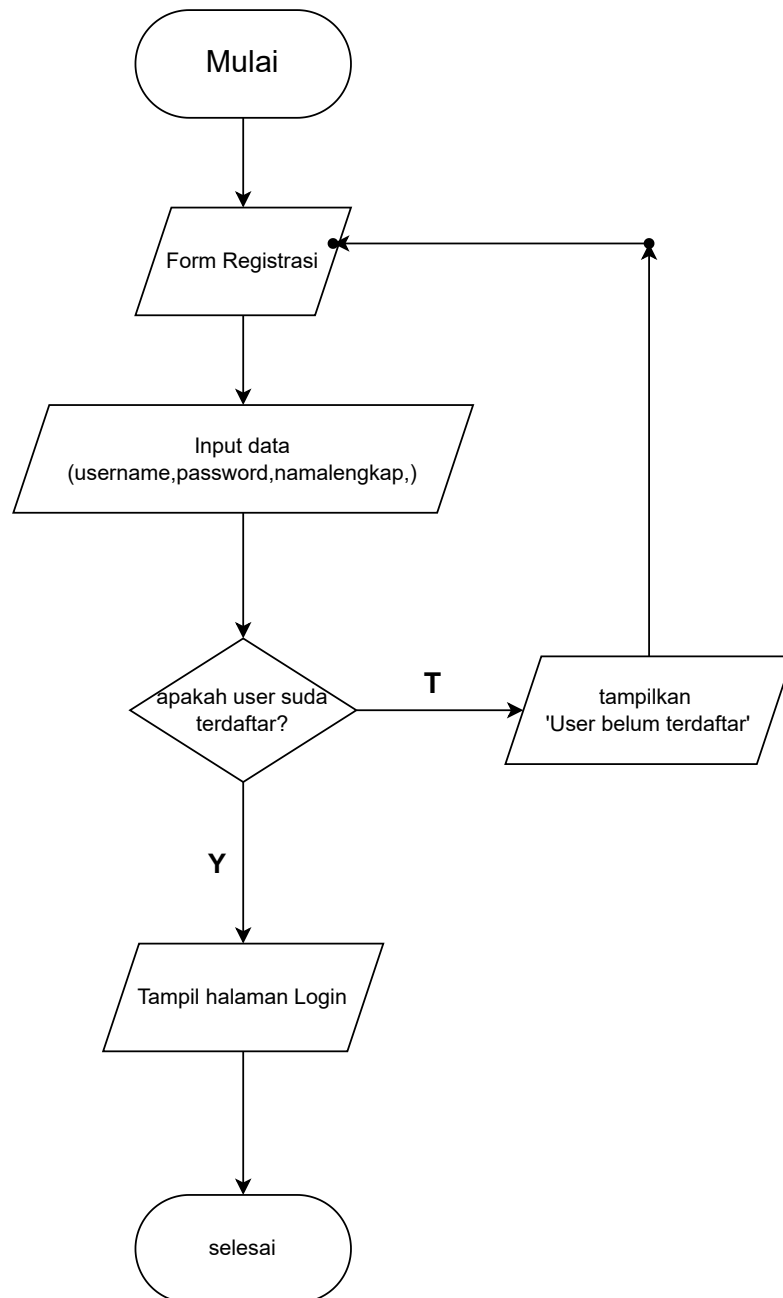 Mulai
Form Registrasi
Input data
(username,password,namalengkap,)
apakah user suda
terdaftar?
T
tampilkan
'User belum terdaftar'
Y
Tampil halaman Login
selesai